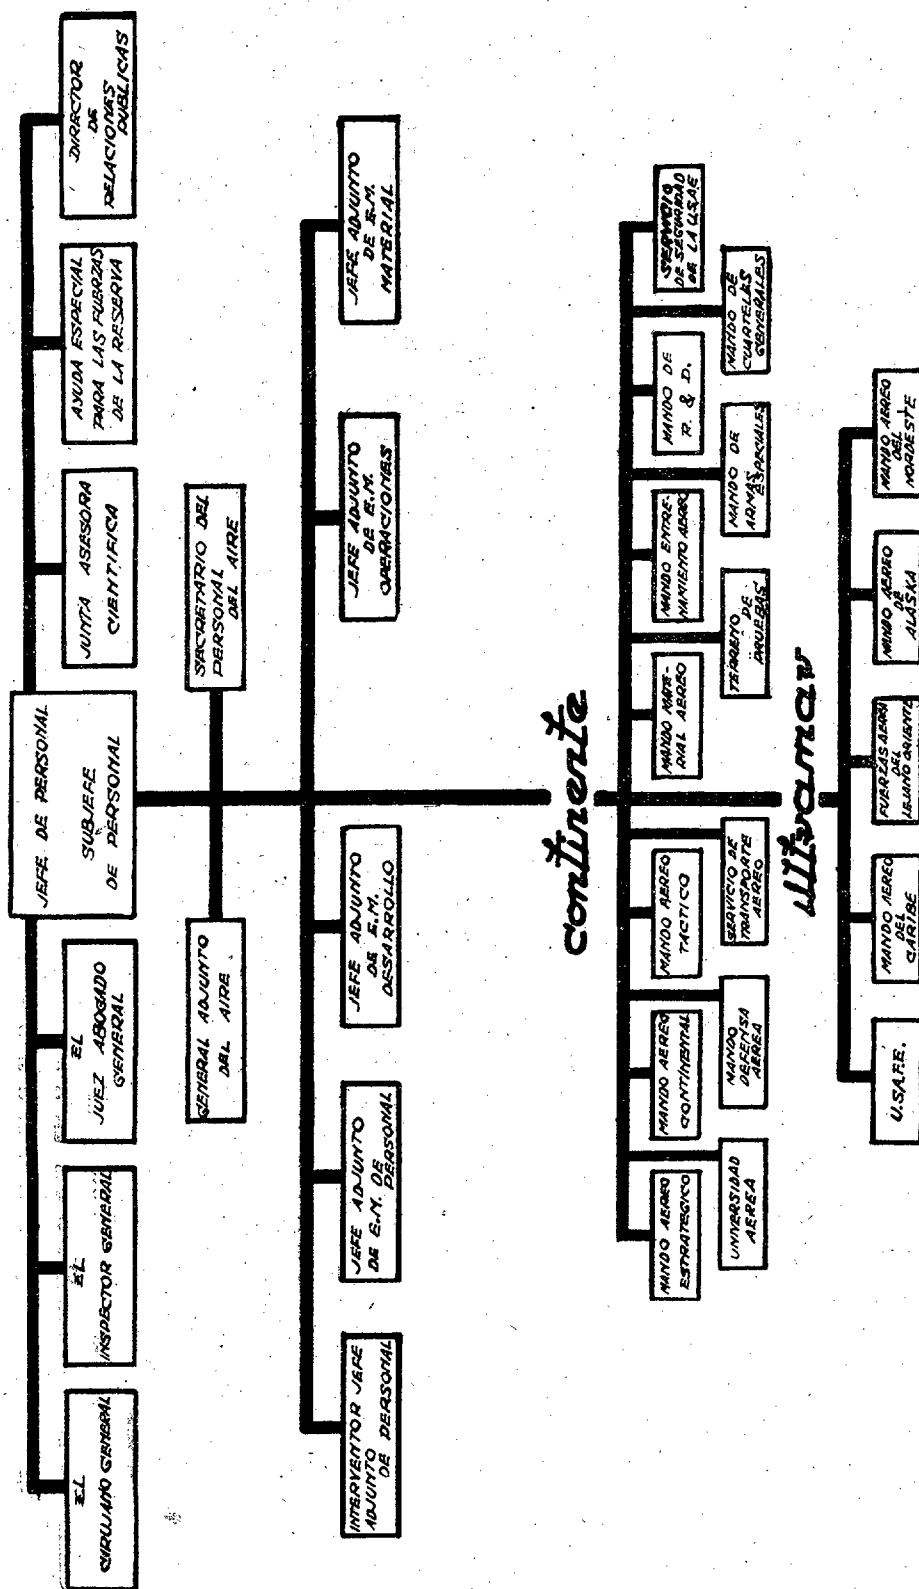 JEFE DE PERSONAL
SUBJEFE
DE PERSONAL
EL
CIRUJANO GENERAL
EL
INSPECTOR GENERAL
EL
JUEZ ABOGADO
GENERAL
JUNTA ASESORA
CIENTIFICA
AYUDA ESPECIAL
PARA LAS FUERZAS
DE LA RESERVA
DIRECTOR
DE
RELACIONES
PUBLICAS
GENERAL ADJUNTO
DEL AIRE
SECRETARIO DEL
PERSONAL
DEL AIRE
INTERVENTOR JEFE
ADJUNTO
DE PERSONAL
JEFE ADJUNTO
DE E.M. DE
PERSONAL
JEFE ADJUNTO
DE E.M.
DESARROLLO
JEFE ADJUNTO
DE E.M.
OPERACIONES
JEFE ADJUNTO
DE E.M.
MATERIAL
Continente
MANDO AEREO
ESTRATEGICO
MANDO AEREO
CONTINENTAL
MANDO AEREO
TACTICO
MANDO MATE-
RIAL AEREO
MANDO ENTRE-
NAMIENTO AEREO
MANDO DE
R. & D.
SERVICIO
DE SEGURIDAD
DE LA USAF
UNIVERSIDAD
AEREA
MANDO
DEFENSA
AEREA
SERVICIO DE
TRANSPORTE
AEREO
TERRENO DE
PRUEBAS
MANDO DE
ARMAS
ESPECIALES
MANDO DE
CUARTELES
GENERALES
Ultramar
U.S.A.F.E.
MANDO AEREO
DEL
CARIBE
FUERZAS AEREAS
DEL
LEJANO ORIENTE
MANDO AEREO
DE
ALASKA
MANDO AEREO
DEL
NORDESTE